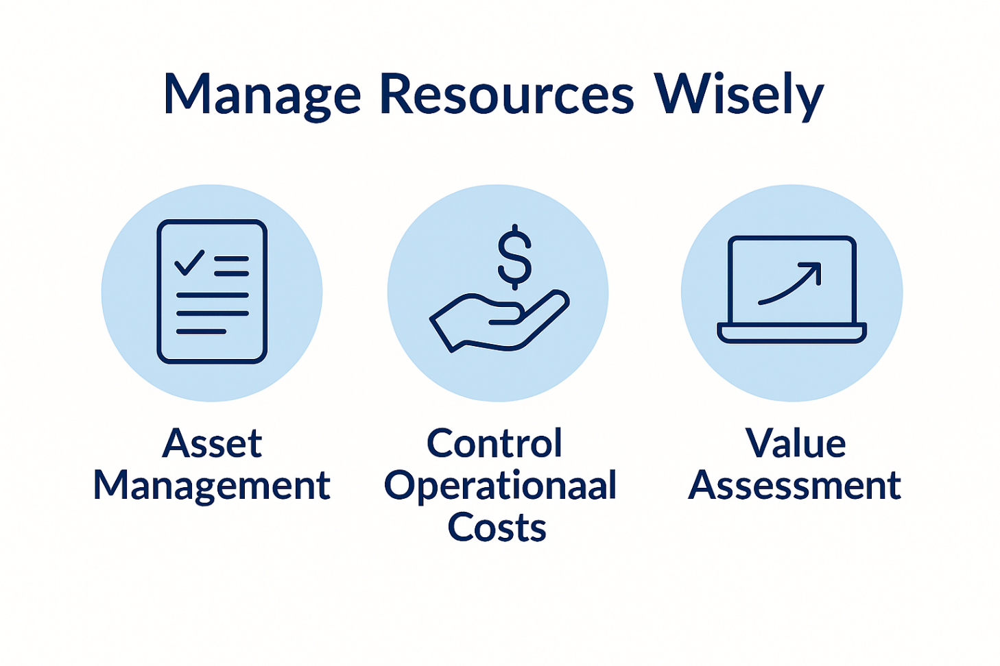 Manage Resources Wisely
Asset
Management
Control
Operationaal
Costs
Value
Assessment